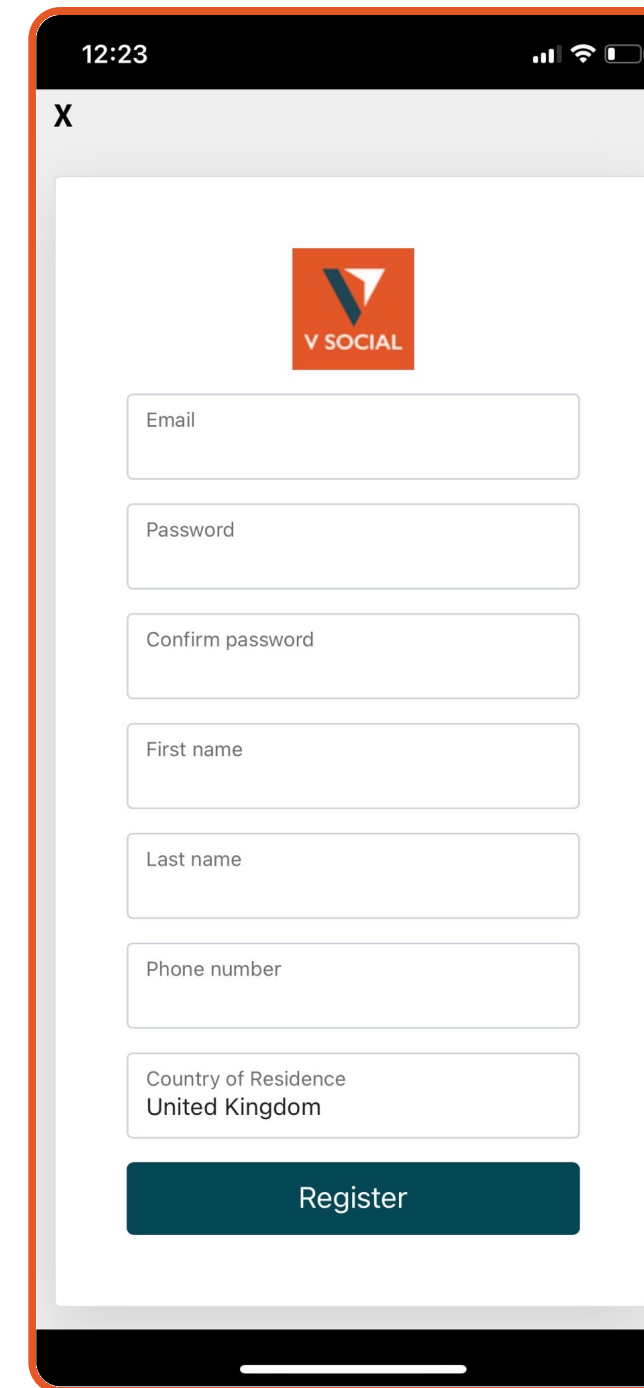 12:23
X
V SOCIAL
Email
Password
Confirm password
First name
Last name
Phone number
Country of Residence
United Kingdom
Register